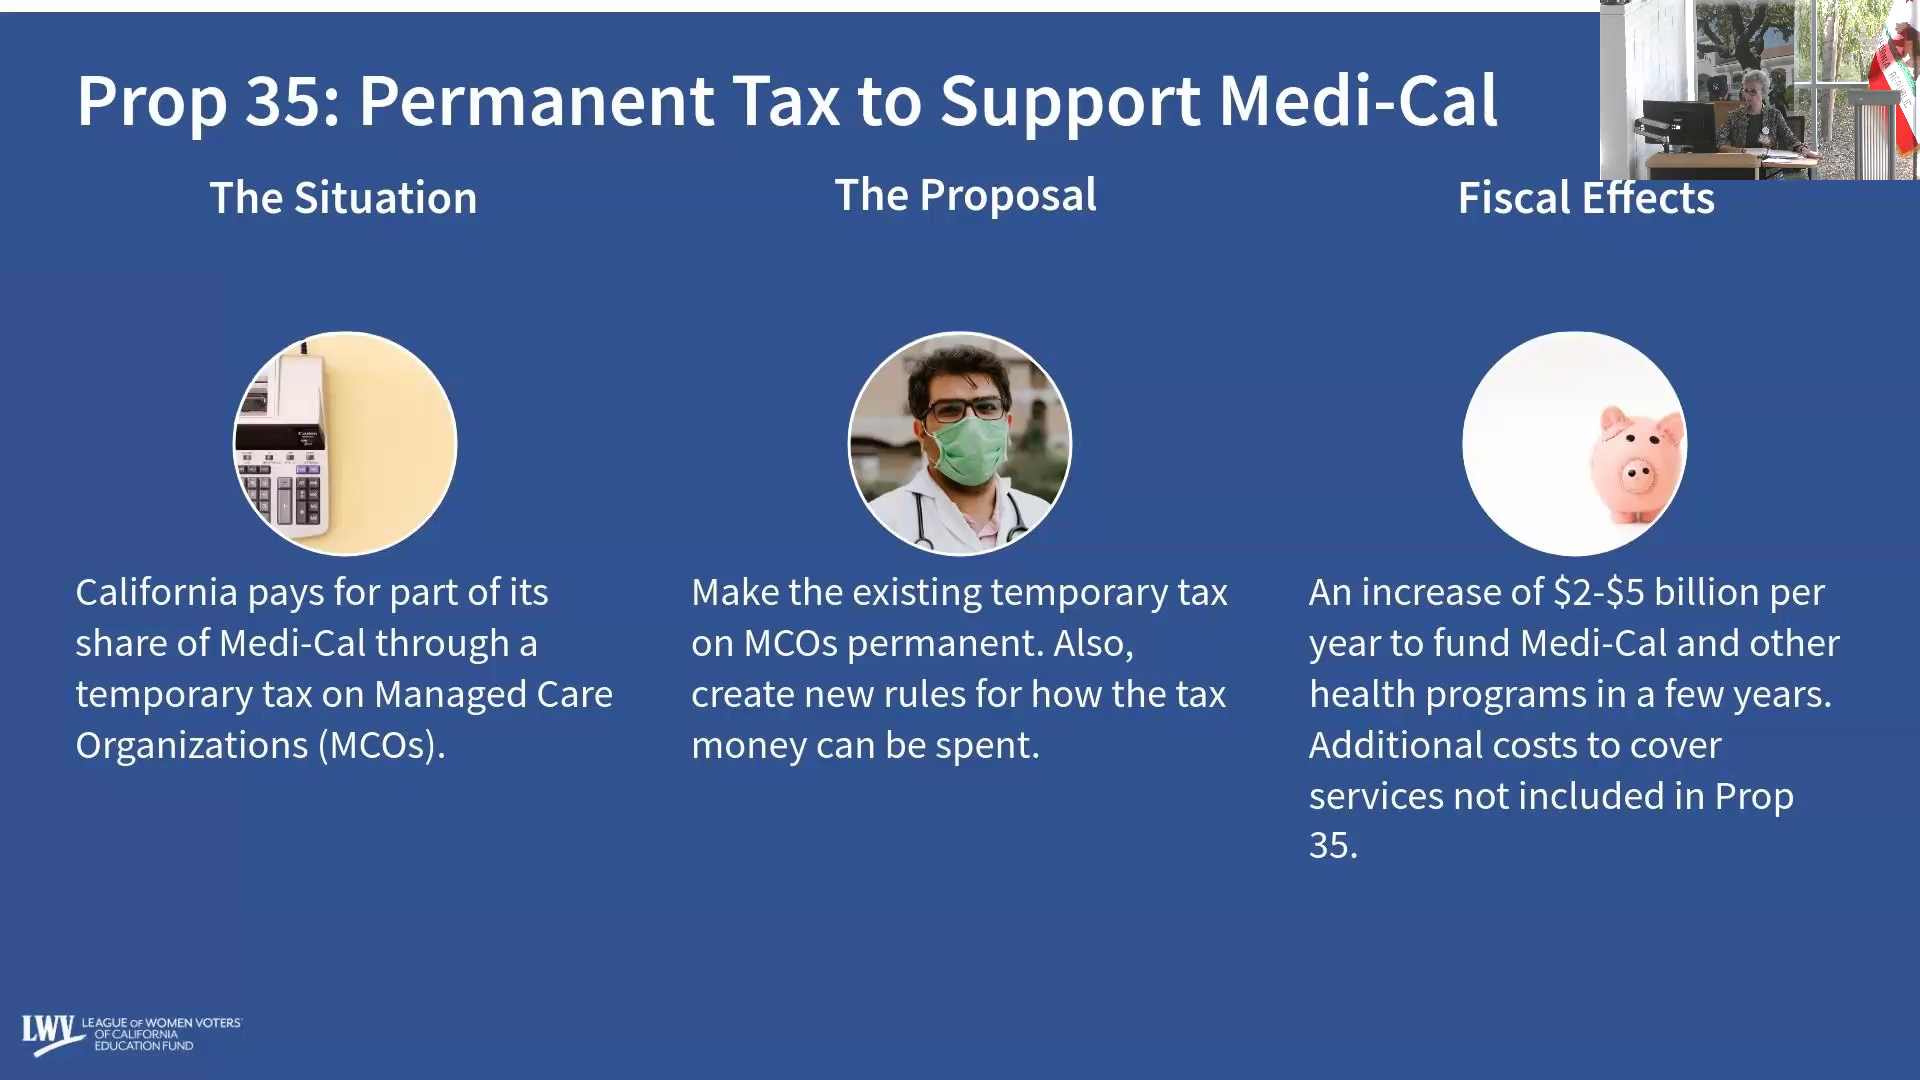 Prop 35: Permanent Tax to Support Medi-Cal
The Situation
The Proposal
Fiscal Effects
California pays for part of its
share of Medi-Cal through a
temporary tax on Managed Care
Organizations (MCOs).
Make the existing temporary tax
on MCOs permanent. Also,
create new rules for how the tax
money can be spent.
An increase of $2-$5 billion per
year to fund Medi-Cal and other
health programs in a few years.
Additional costs to cover
services not included in Prop
35.
LWV
LEAGUE OF WOMEN VOTERS
OF CALIFORNIA
EDUCATION FUND
Canon